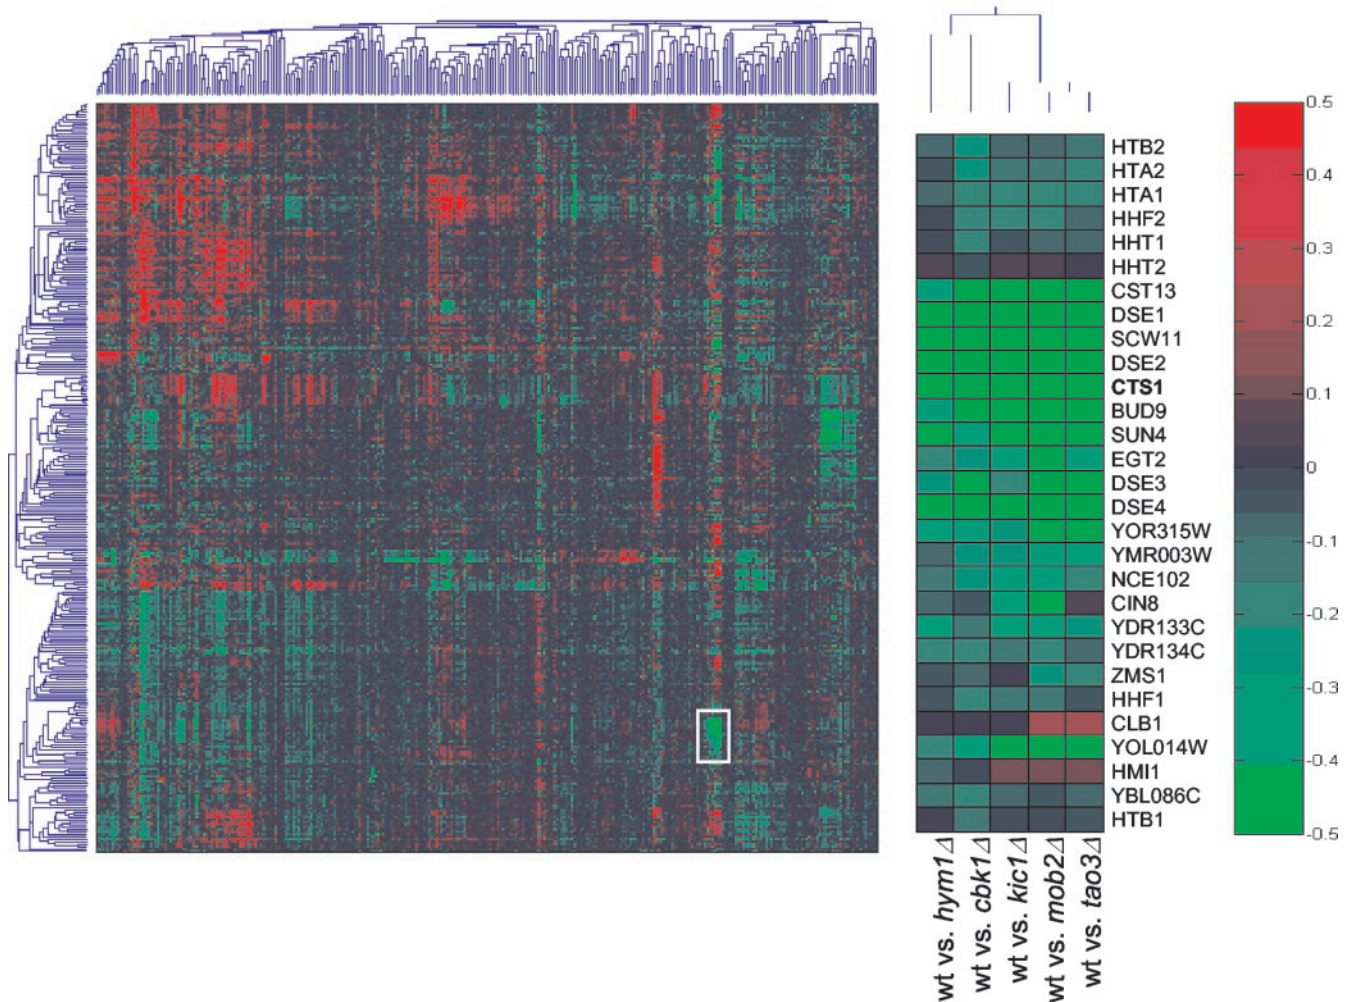 HTB2
HTA2
HTA1
HHF2
HHT1
HHT2
CST13
DSE1
SCW11
DSE2
CTS1
BUD9
SUN4
EGT2
DSE3
DSE4
YOR315W
YMR003W
NCE102
CIN8
YDR133C
YDR134C
ZMS1
HHF1
CLB1
YOL014W
HMI1
YBL086C
HTB1
wt vs. hym1Δ
wt vs. cbk1Δ
wt vs. kic1Δ
wt vs. mob2Δ
wt vs. tao3Δ
0.5
0.4
0.3
0.2
0.1
0
-0.1
-0.2
-0.3
-0.4
-0.5